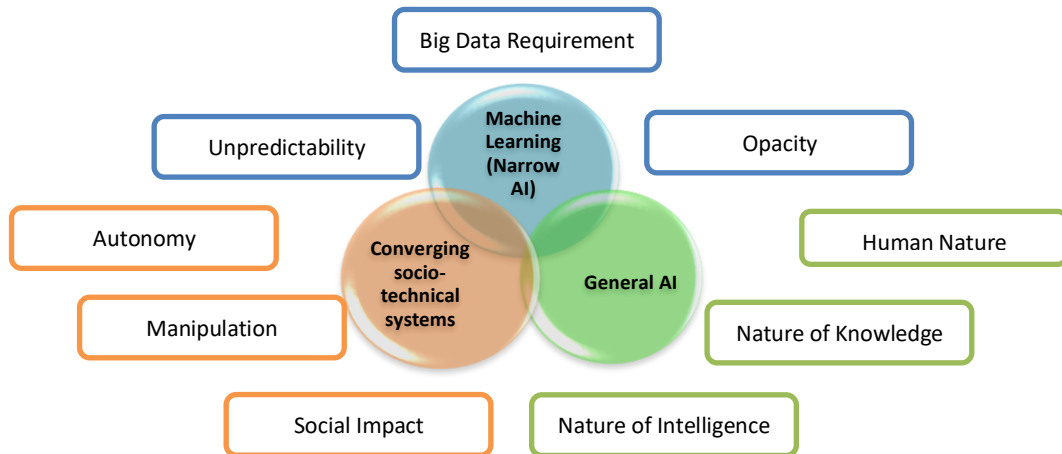 Big Data Requirement
Machine
Learning
(Narrow
AI)
Unpredictability
Opacity
Autonomy
Human Nature
Converging
socio-
technical
systems
General AI
Manipulation
Nature of Knowledge
Social Impact
Nature of Intelligence